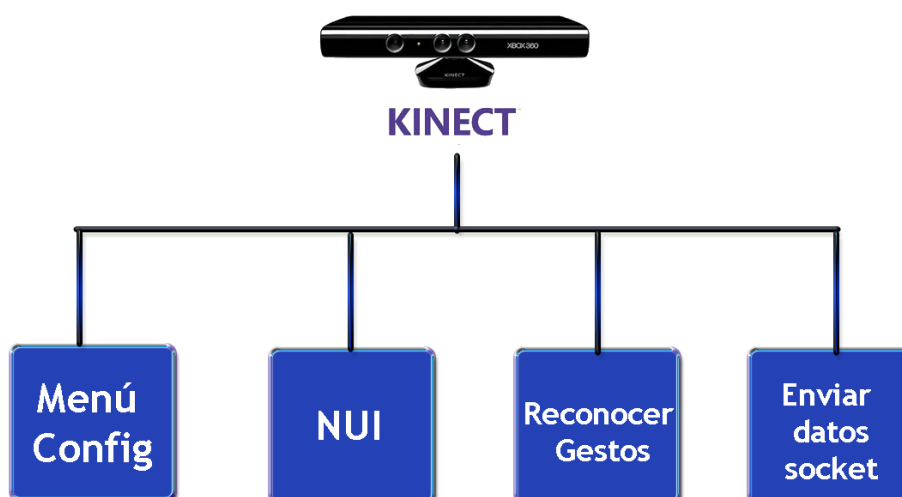 XBOX 360
KINECT
KINECT
Menú
Config
NUI
Reconocer
Gestos
Enviar
datos
socket